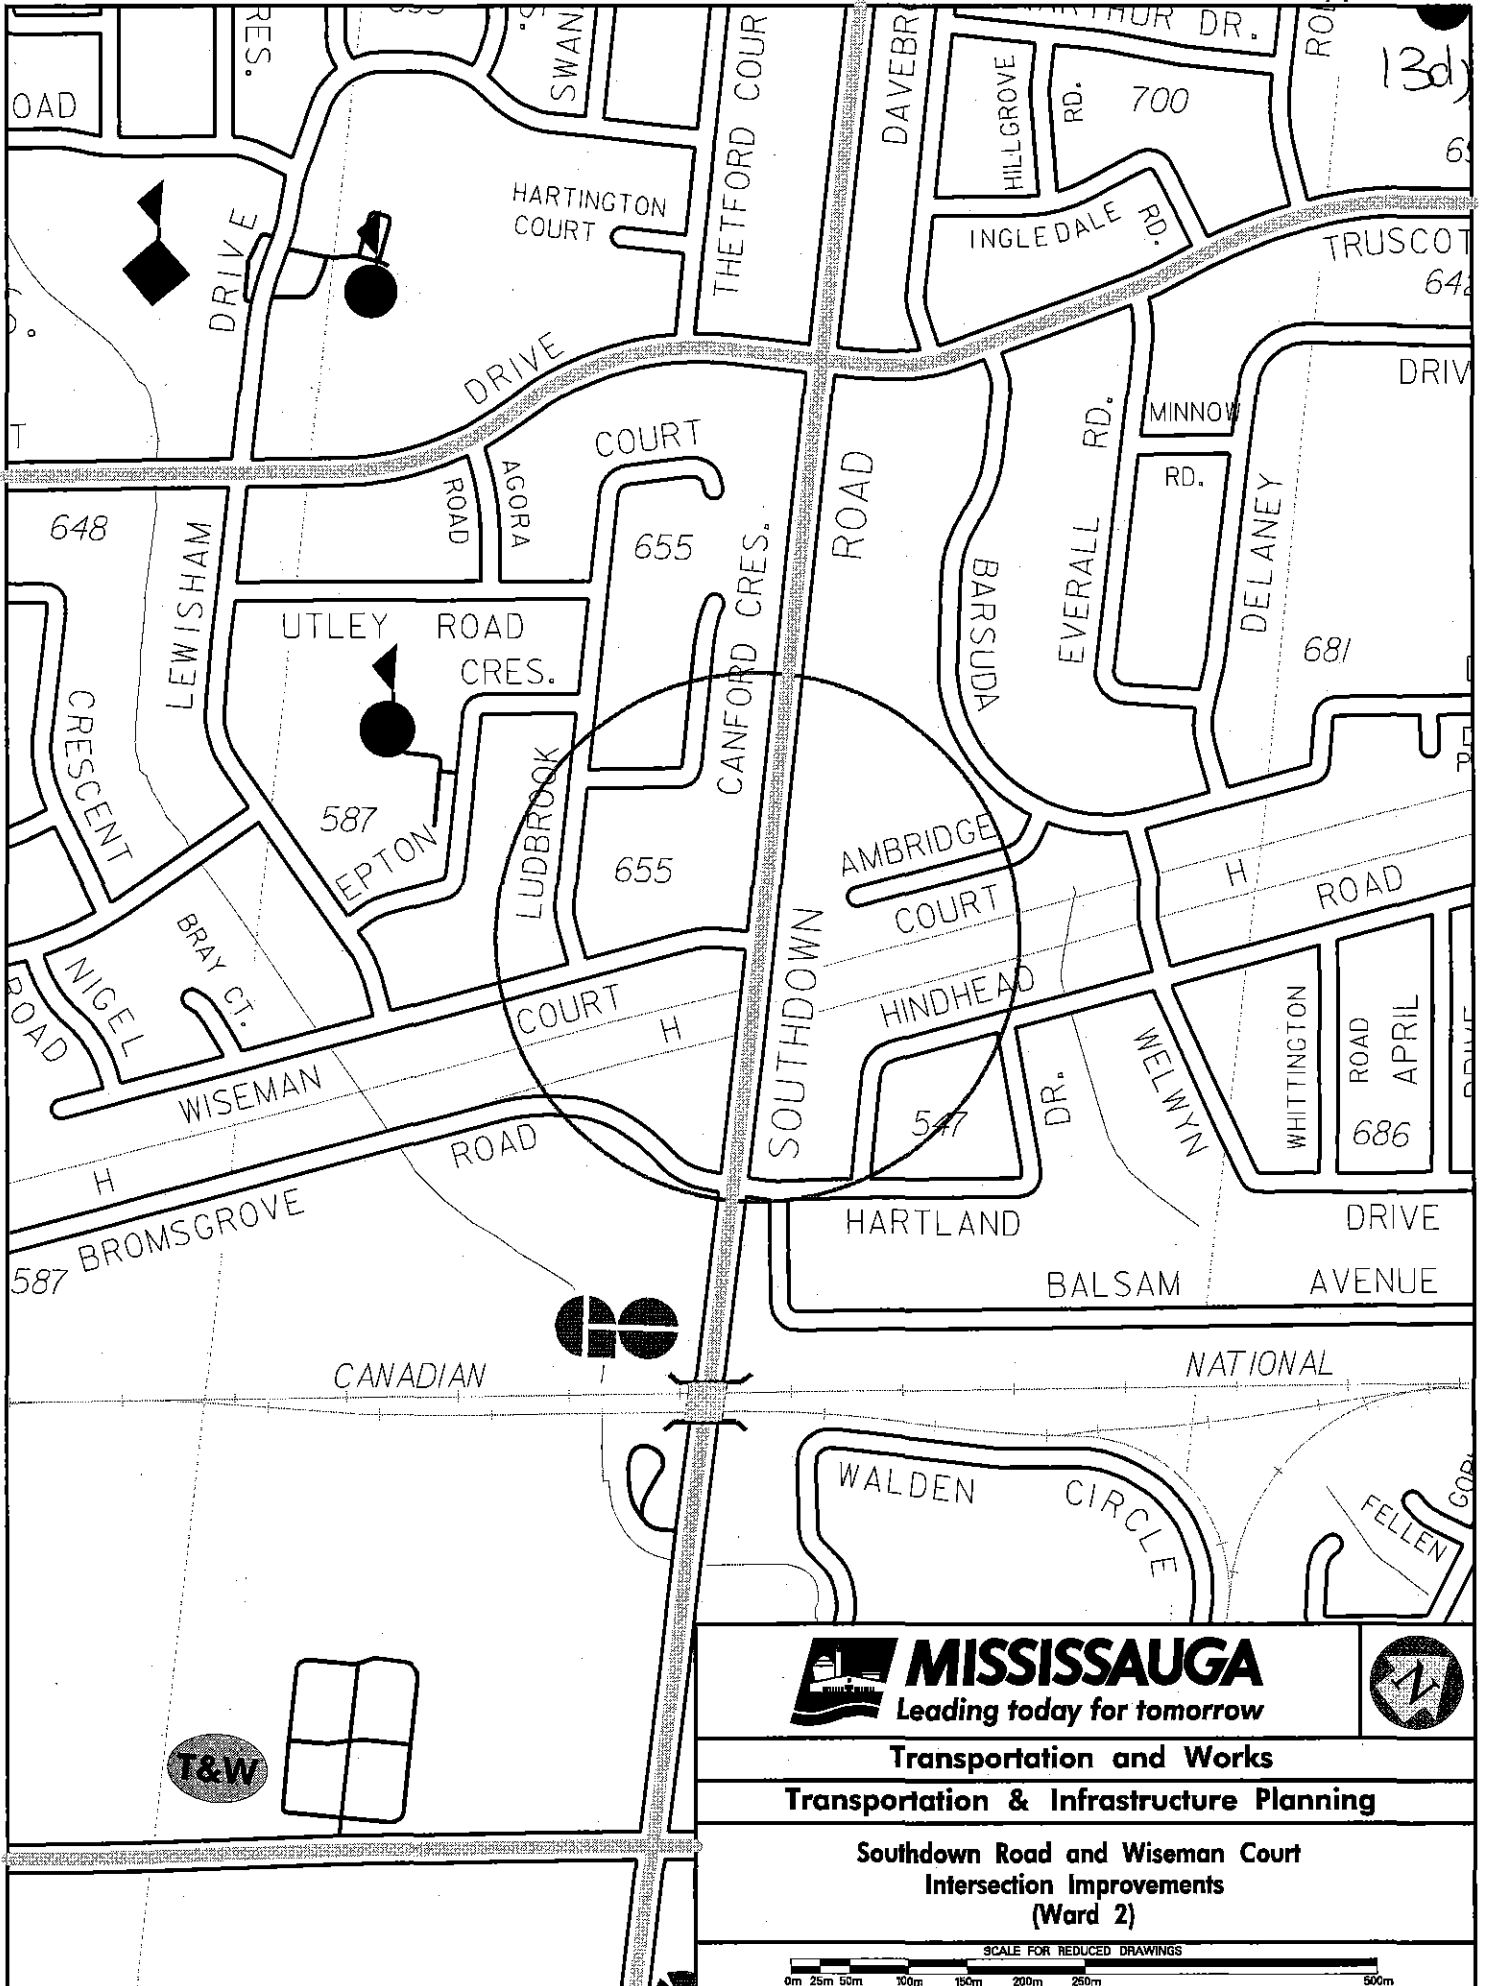 RES.
SWAN
THETFORD COUR
DAVEBR
ARTHUR DR.
13d)
OAD
HILLGROVE
RD.
700
HARTINGTON
COURT
DRIVE
INGLEDALE
RD.
TRUSCOT
642
DRIVE
DRIV
MINNOW
RD.
COURT
ROAD
AGORA
ROAD
RD.
EVERALL
DELANEY
648
LEWISHAM
655
CANFORD CRES.
BARSUDA
681
UTLEY ROAD
CRES.
CRESCENT
LUDBROOK
587
EPTON
655
AMBRIDGE
COURT
H
ROAD
BRAY CT.
NIGEL
ROAD
COURT
H
SOUTHDOWN
HINDHEAD
WISEMAN
WHITTINGTON
ROAD
APRIL
DRIVE
WELWYN
DR.
547
686
H
ROAD
BROMSGROVE
587
HARTLAND
DRIVE
BALSAM AVENUE
GO
CANADIAN
NATIONAL
WALDEN
CIRCLE
FELLEN
T&W
MISSISSAUGA
Leading today for tomorrow
N
Transportation and Works
Transportation & Infrastructure Planning
Southdown Road and Wiseman Court
Intersection Improvements
(Ward 2)
SCALE FOR REDUCED DRAWINGS
0m 25m 50m 100m 150m 200m 250m 500m